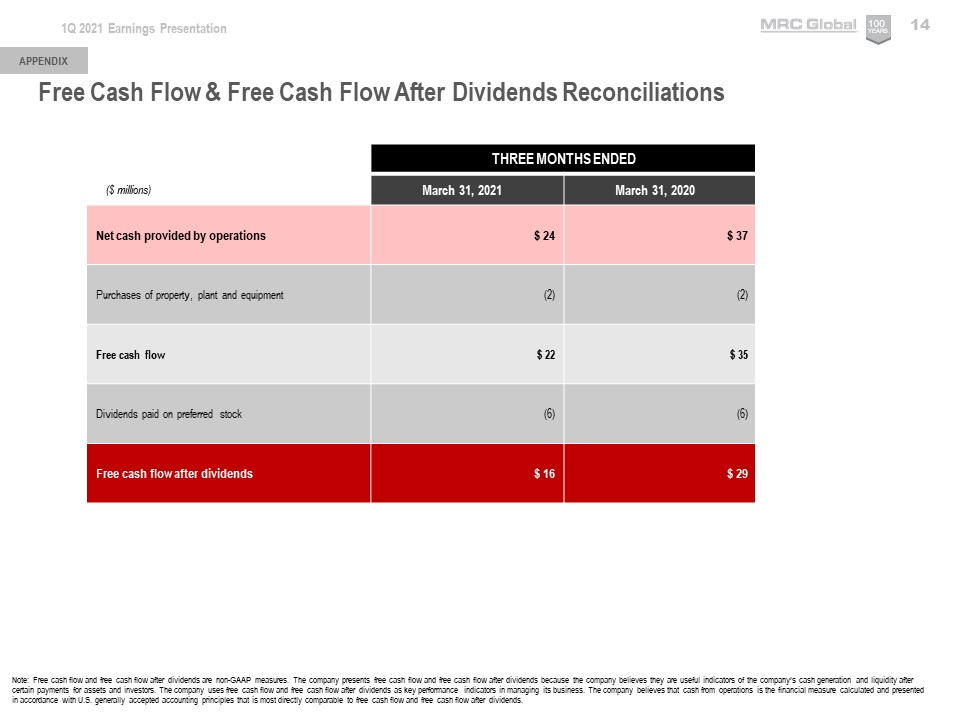 1Q 2021 Earnings Presentation
MRC Global
100
YEARS
14
APPENDIX
Free Cash Flow & Free Cash Flow After Dividends Reconciliations
THREE MONTHS ENDED
($ millions) March 31, 2021 March 31, 2020
Net cash provided by operations $ 24 $ 37
Purchases of property, plant and equipment (2) (2)
Free cash flow $ 22 $ 35
Dividends paid on preferred stock (6) (6)
Free cash flow after dividends $ 16 $ 29
Note: Free cash flow and free cash flow after dividends are non-GAAP measures. The company presents free cash flow and free cash flow after dividends because the company believes they are useful indicators of the company's cash generation and liquidity after
certain payments for assets and investors. The company uses free cash flow and free cash flow after dividends as key performance indicators in managing its business. The company believes that cash from operations is the financial measure calculated and presented
in accordance with U.S. generally accepted accounting principles that is most directly comparable to free cash flow and free cash flow after dividends.